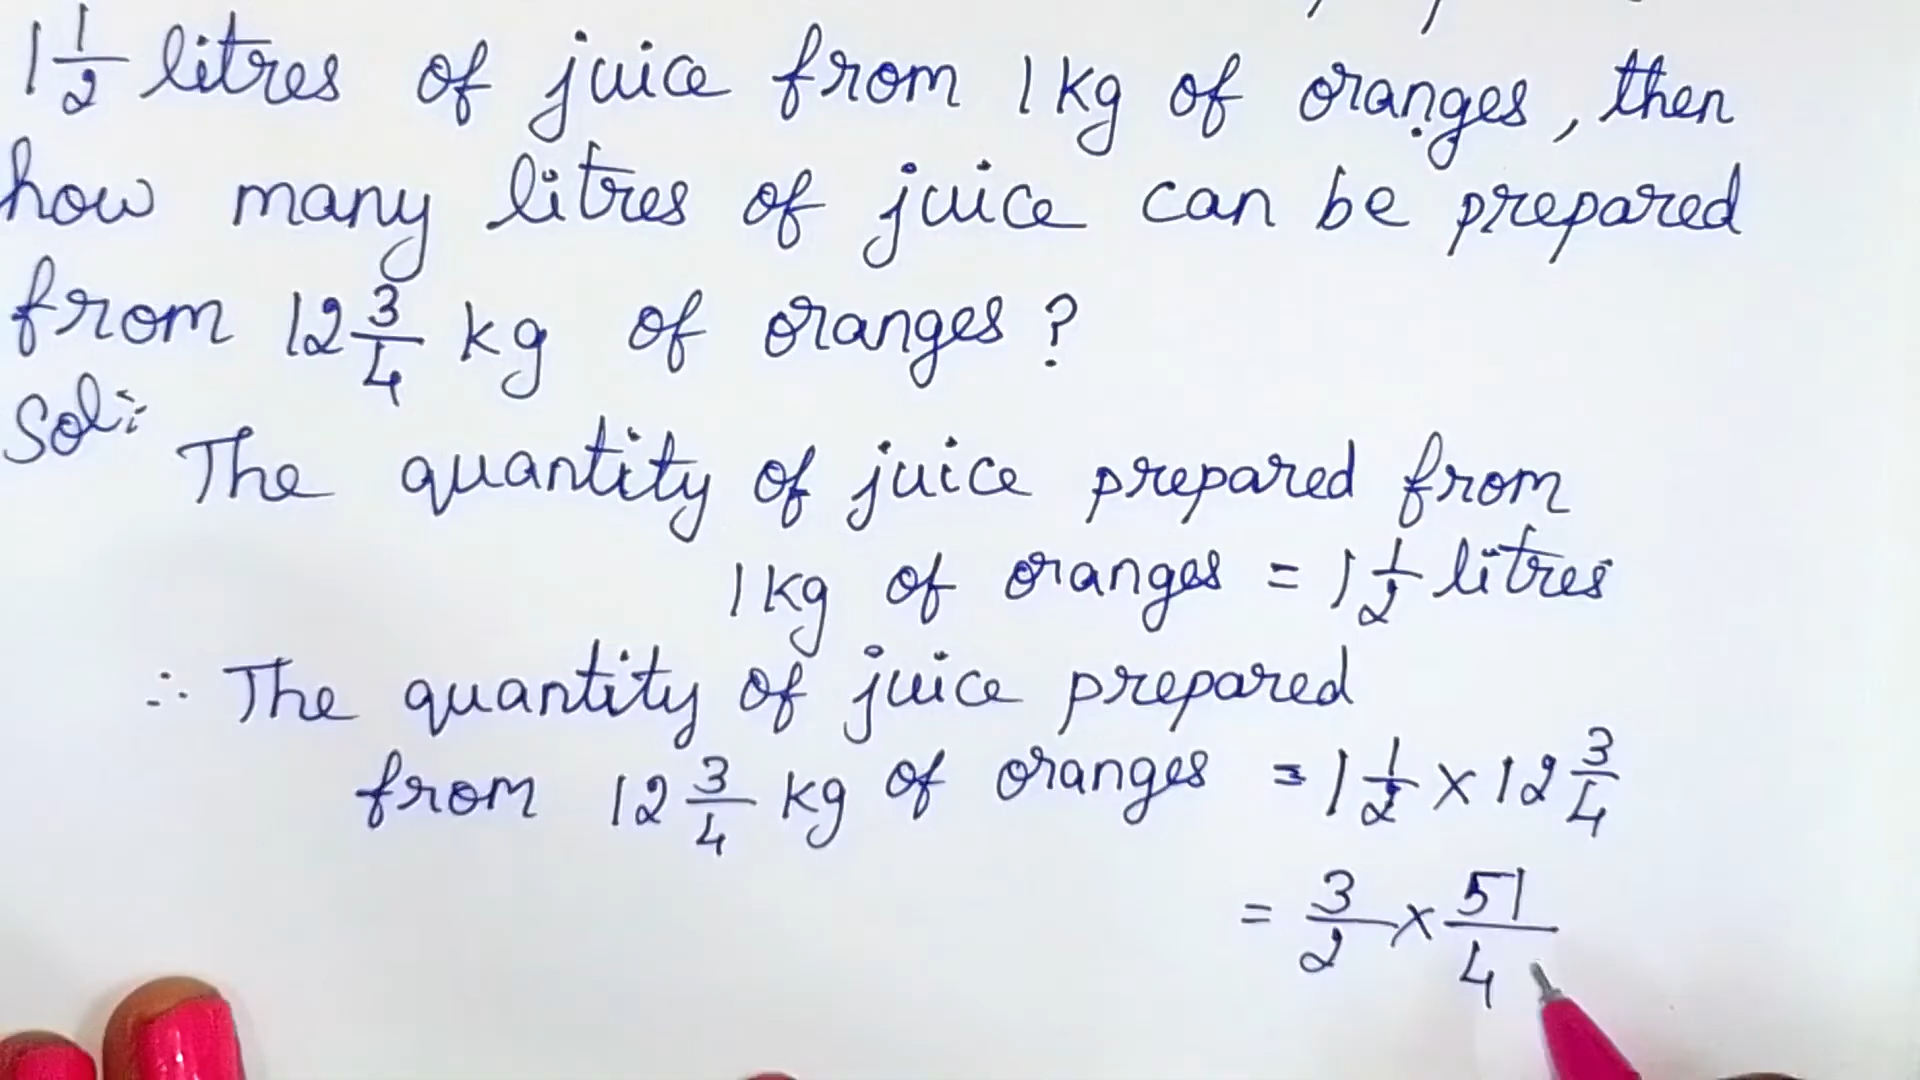 1 1/2 litres of juice from 1 kg of oranges, then
how many litres of juice can be prepared
from 12 3/4 kg of oranges?
Sol:-
The quantity of juice prepared from
1 kg of oranges = 1 1/2 litres
∴ The quantity of juice prepared
from 12 3/4 kg of oranges = 1 1/2 × 12 3/4
= 3/2 × 51/4